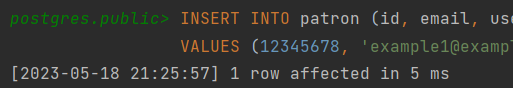 postgres.public> INSERT INTO patron (id, email, use
VALUES (12345678, 'example1@exampl
[2023-05-18 21:25:57] 1 row affected in 5 ms